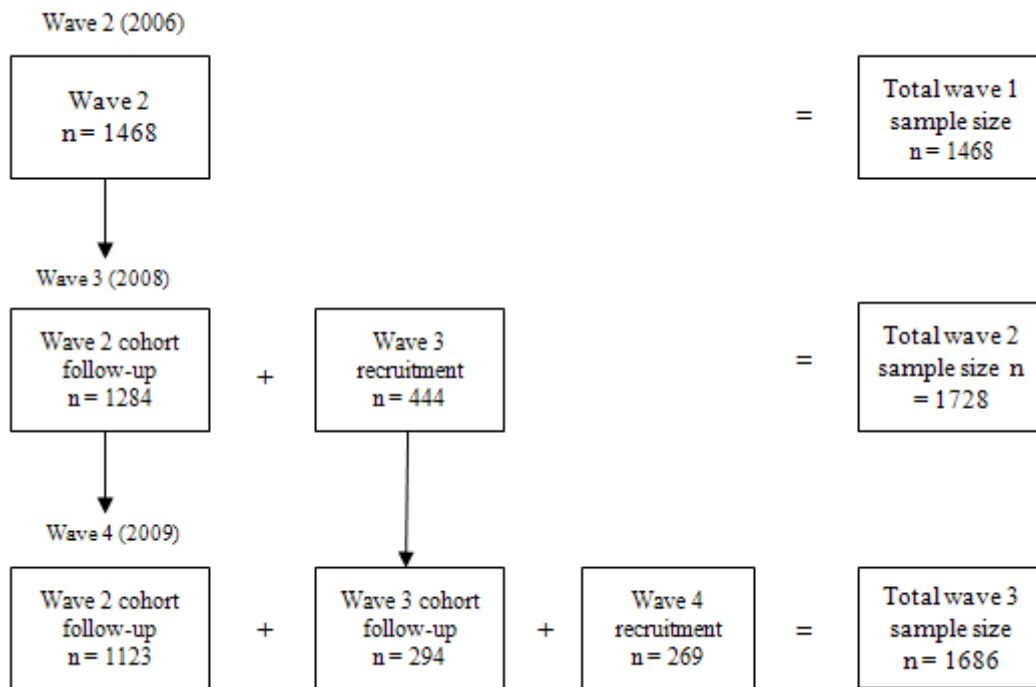 Wave 2 (2006)
Wave 2
n = 1468
=
Total wave 1
sample size
n = 1468
Wave 3 (2008)
Wave 2 cohort
follow-up
n = 1284
+
Wave 3
recruitment
n = 444
=
Total wave 2
sample size n
= 1728
Wave 4 (2009)
Wave 2 cohort
follow-up
n = 1123
+
Wave 3 cohort
follow-up
n = 294
+
Wave 4
recruitment
n = 269
=
Total wave 3
sample size
n = 1686